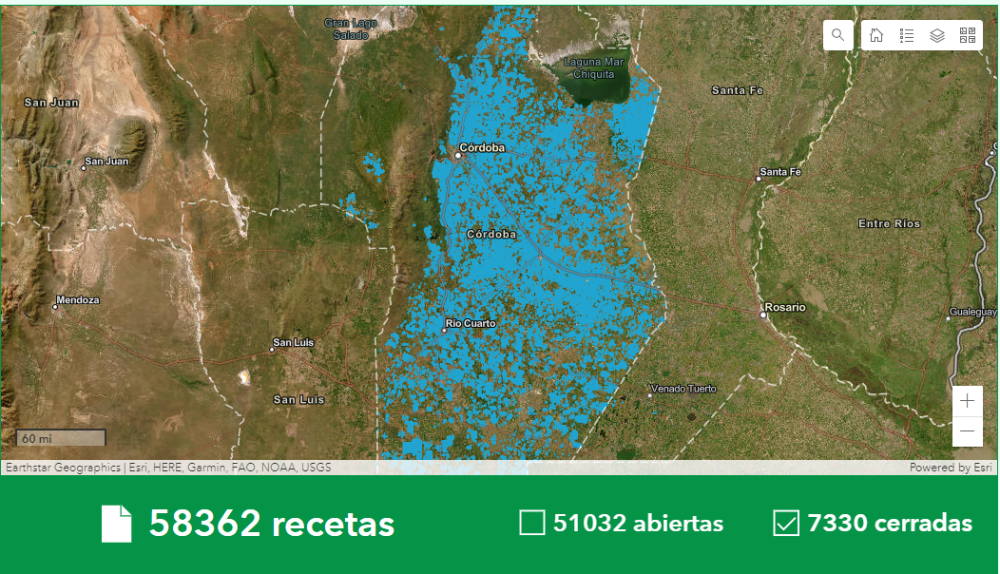 Gran Lago
Salado
Laguna Mar
Chiquita
Santa Fe
San Juan
Córdoba
San Juan
Santa Fe
Entre Ríos
Córdoba
Mendoza
Rosario
Gualeguay
Río Cuarto
San Luis
Venado Tuerto
San Luis
60 mi
Earthstar Geographics | Esri, HERE, Garmin, FAO, NOAA, USGS
Powered by Esri
58362 recetas
51032 abiertas
7330 cerradas